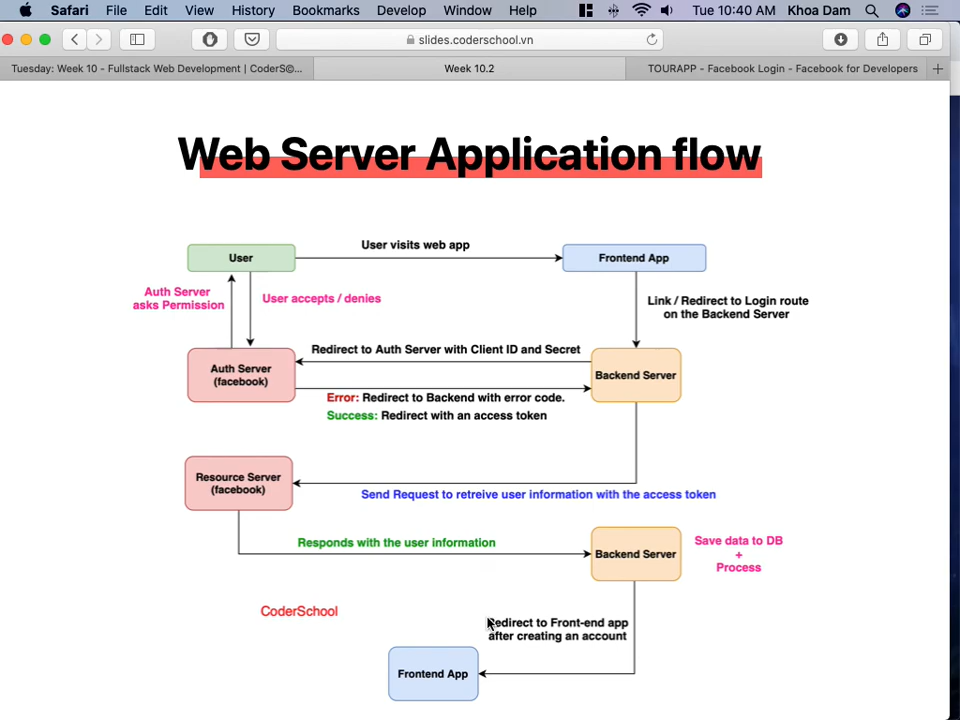 Safari File Edit View History Bookmarks Develop Window Help Tue 10:40 AM Khoa Dam
slides.coderschool.vn
Tuesday: Week 10 - Fullstack Web Development | CoderS©... Week 10.2 TOURAPP - Facebook Login - Facebook for Developers
Web Server Application flow
User visits web app
User
Frontend App
Auth Server
asks Permission
User accepts / denies
Link / Redirect to Login route
on the Backend Server
Redirect to Auth Server with Client ID and Secret
Auth Server
(facebook)
Backend Server
Error: Redirect to Backend with error code.
Success: Redirect with an access token
Resource Server
(facebook)
Send Request to retreive user information with the access token
Responds with the user information
Backend Server
Save data to DB
+
Process
CoderSchool
Redirect to Front-end app
after creating an account
Frontend App